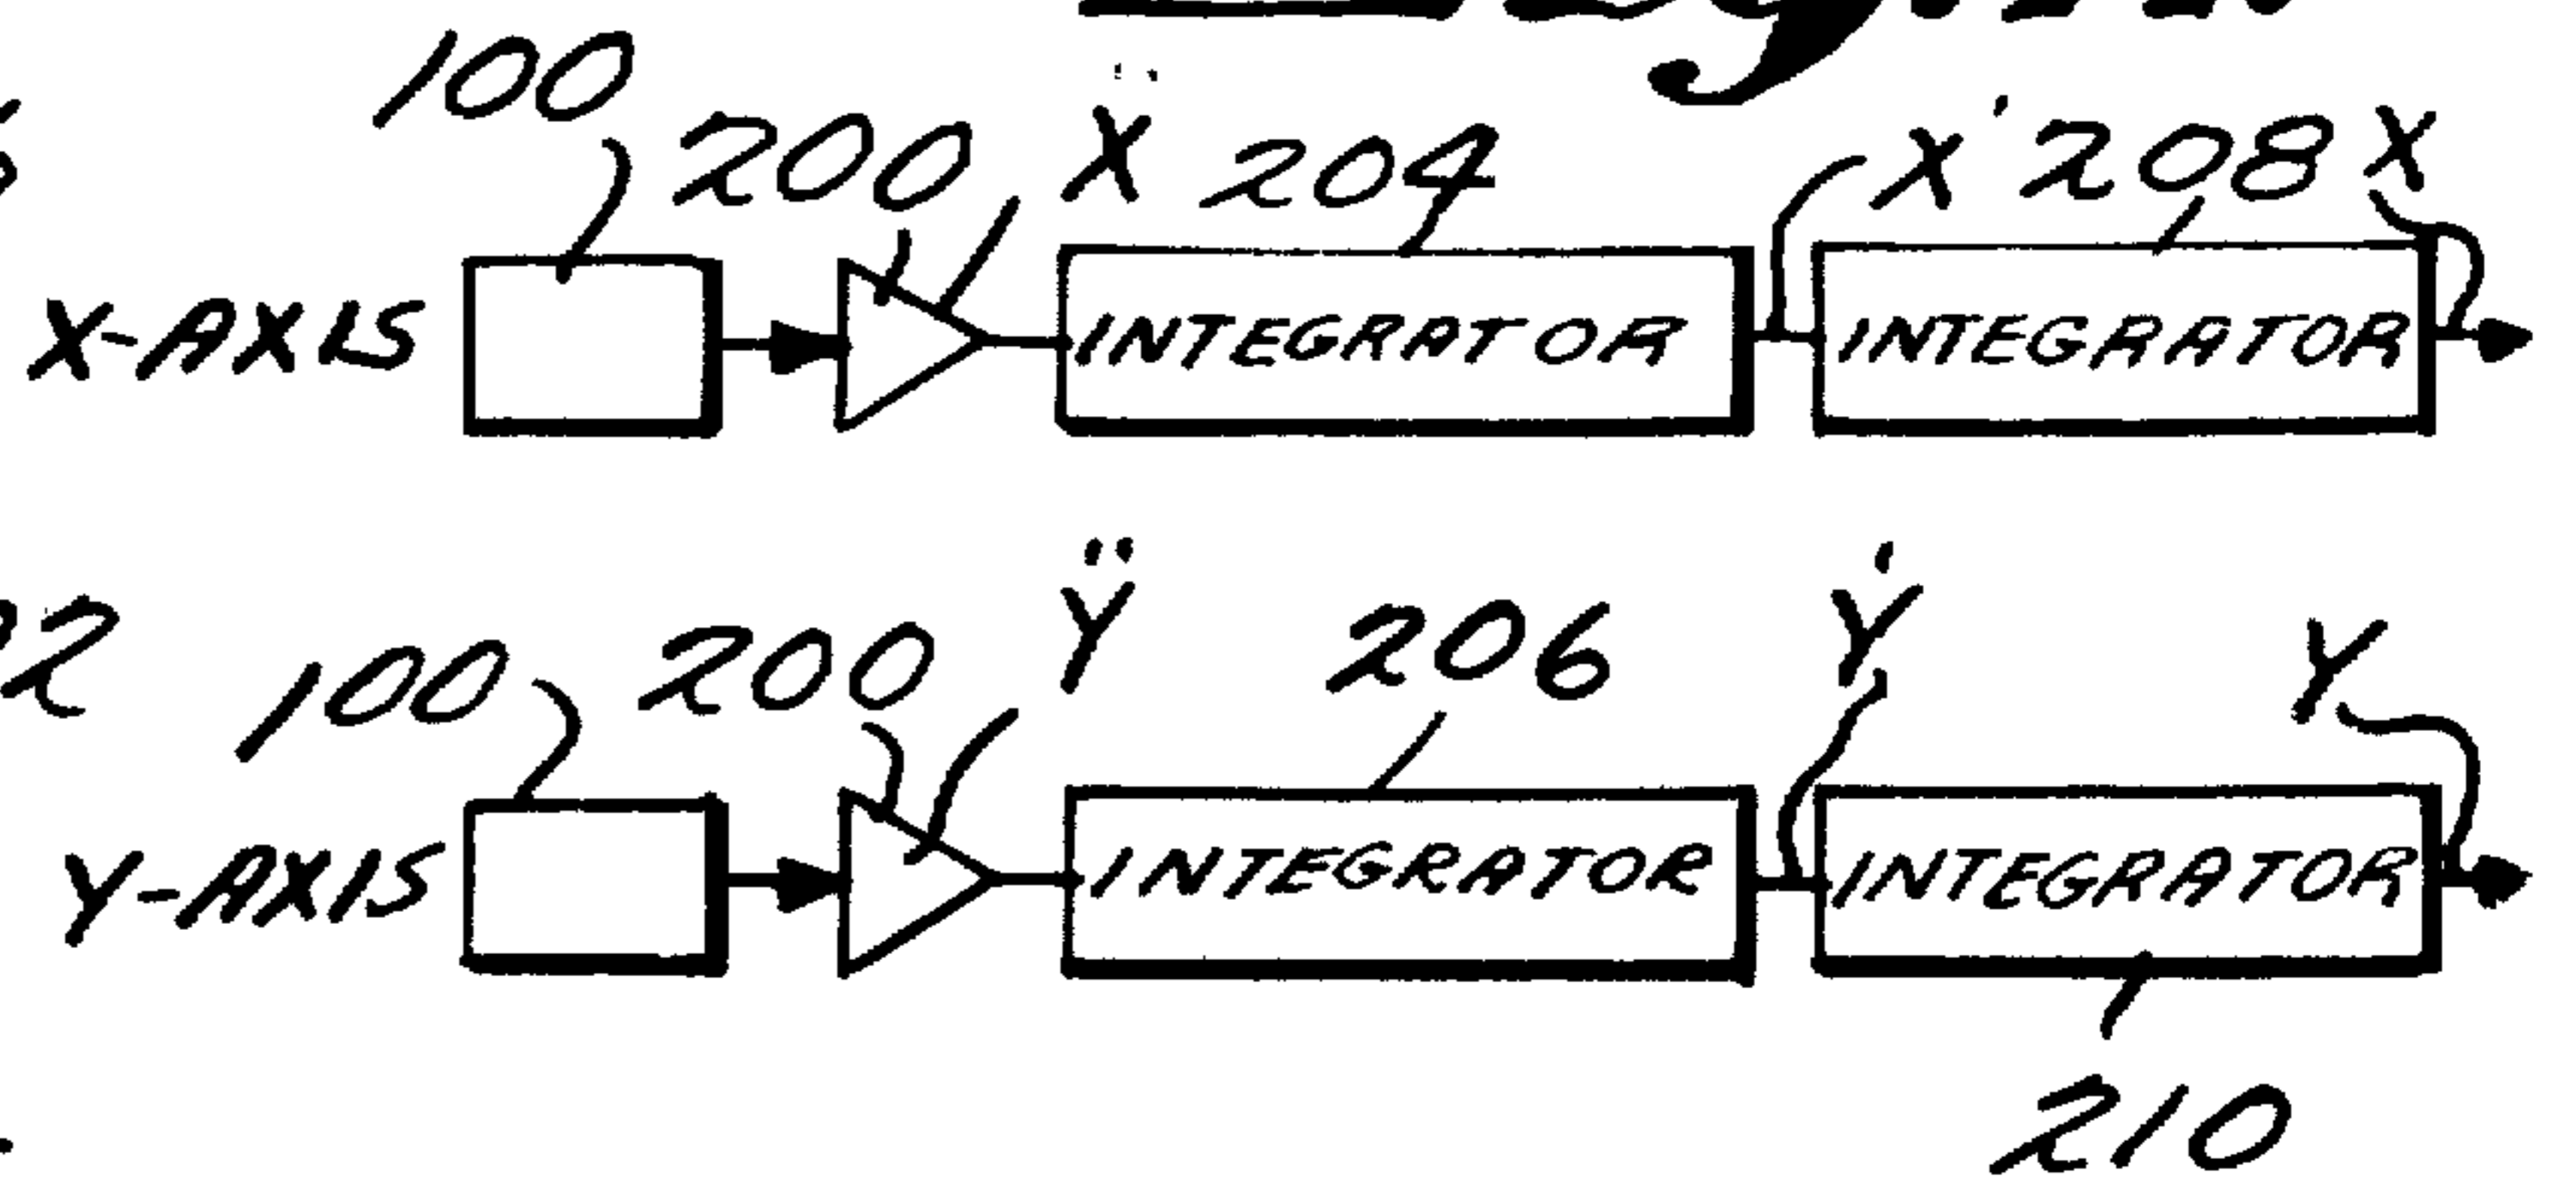 100
200 Ẍ 204 Ẋ 208 X
X-AXIS INTEGRATOR INTEGRATOR
100 200 Ÿ 206 Ẏ Y
Y-AXIS INTEGRATOR INTEGRATOR
210